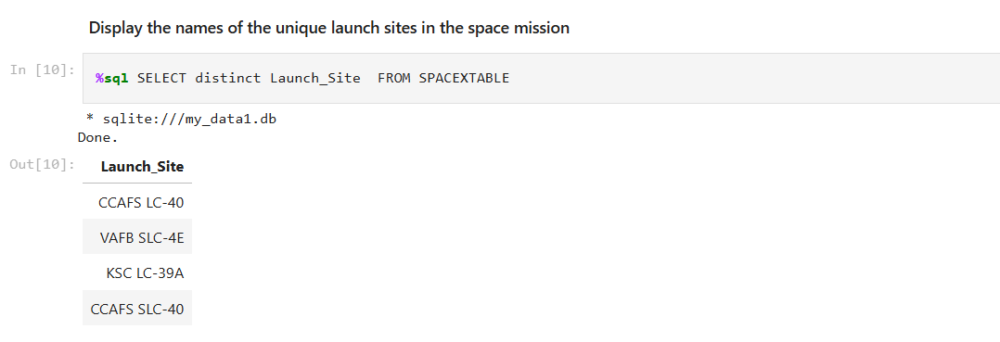 Display the names of the unique launch sites in the space mission
In [10]: %sql SELECT distinct Launch_Site  FROM SPACEXTABLE
* sqlite:///my_data1.db
Done.
Out[10]: Launch_Site
CCAFS LC-40
VAFB SLC-4E
KSC LC-39A
CCAFS SLC-40